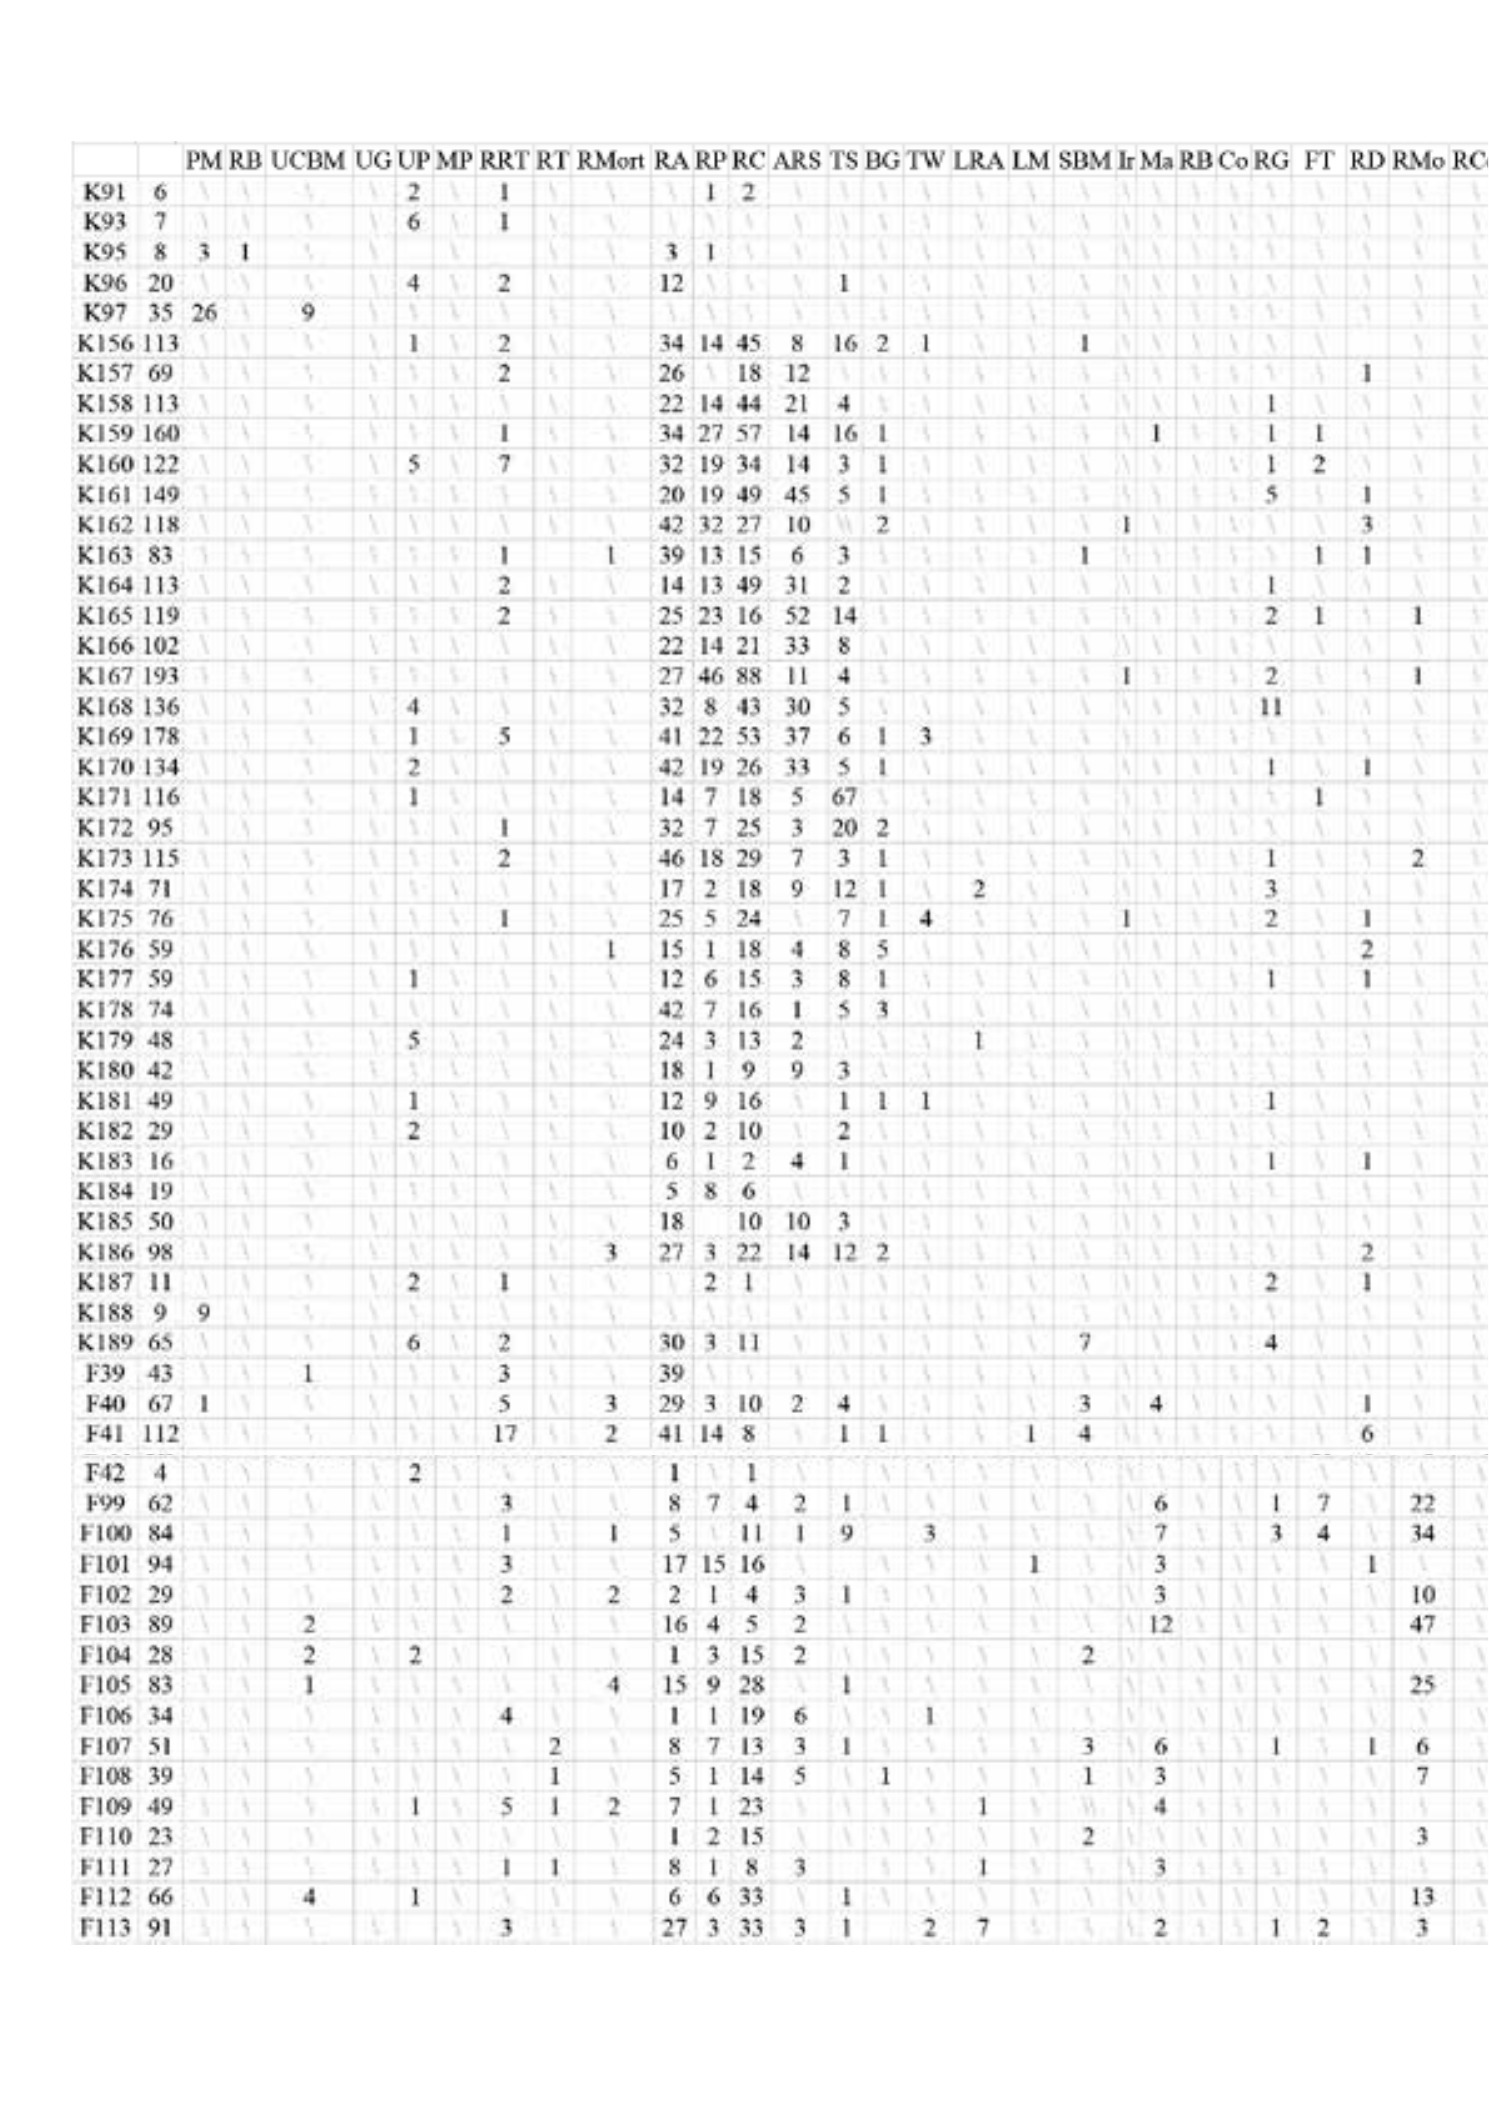 PM RB UCBM UG UP MP RRT RT RMort RA RP RC ARS TS BG TW LRA LM SBM Ir Ma RB Co RG FT RD RMo
K91 6 2 1 1 2
K93 7 6 1
K95 8 3 1 3 1
K96 20 4 2 12 1
K97 35 26 9
K156 113 1 2 34 14 45 8 16 2 1 1
K157 69 2 26 18 12 1
K158 113 22 14 44 21 4 1
K159 160 1 34 27 57 14 16 1 1 1 1
K160 122 5 7 32 19 34 14 3 1 1 2
K161 149 20 19 49 45 5 1 5 1
K162 118 42 32 27 10 2 1 3
K163 83 1 1 39 13 15 6 3 1 1 1
K164 113 2 14 13 49 31 2 1
K165 119 2 25 23 16 52 14 2 1 1
K166 102 22 14 21 33 8
K167 193 27 46 88 11 4 1 2 1
K168 136 4 32 8 43 30 5 11
K169 178 1 5 41 22 53 37 6 1 3
K170 134 2 42 19 26 33 5 1 1 1
K171 116 1 14 7 18 5 67 1
K172 95 1 32 7 25 3 20 2
K173 115 2 46 18 29 7 3 1 1 2
K174 71 17 2 18 9 12 1 2 3
K175 76 1 25 5 24 7 1 4 1 2 1
K176 59 1 15 1 18 4 8 5 2
K177 59 1 12 6 15 3 8 1 1 1
K178 74 42 7 16 1 5 3
K179 48 5 24 3 13 2 1
K180 42 18 1 9 9 3
K181 49 1 12 9 16 1 1 1 1
K182 29 2 10 2 10 2
K183 16 6 1 2 4 1 1 1
K184 19 5 8 6
K185 50 18 10 10 3
K186 98 3 27 3 22 14 12 2 2
K187 11 2 1 2 1 2 1
K188 9 9
K189 65 6 2 30 3 11 7 4
F39 43 1 3 39
F40 67 1 5 3 29 3 10 2 4 3 4 1
F41 112 17 2 41 14 8 1 1 1 4 6
F42 4 2 1 1
F99 62 3 8 7 4 2 1 6 1 7 22
F100 84 1 1 5 11 1 9 3 7 3 4 34
F101 94 3 17 15 16 1 3 1
F102 29 2 2 2 1 4 3 1 3 10
F103 89 2 16 4 5 2 12 47
F104 28 2 2 1 3 15 2 2
F105 83 1 4 15 9 28 1 25
F106 34 4 1 1 19 6 1
F107 51 2 8 7 13 3 1 3 6 1 1 6
F108 39 1 5 1 14 5 1 1 3 7
F109 49 1 5 1 2 7 1 23 1 4
F110 23 1 2 15 2 3
F111 27 1 1 8 1 8 3 1 3
F112 66 4 1 6 6 33 1 13
F113 91 3 27 3 33 3 1 2 7 2 1 2 3